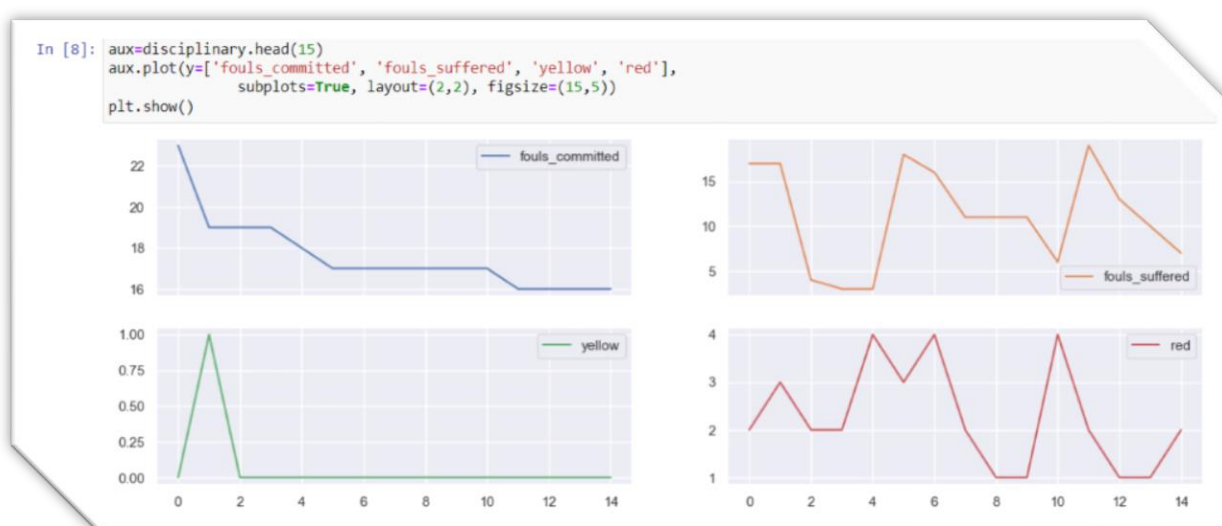 In [8]: aux=disciplinary.head(15)
aux.plot(y=['fouls_committed', 'fouls_suffered', 'yellow', 'red'],
subplots=True, layout=(2,2), figsize=(15,5))
plt.show()
fouls_committed
22
20
18
16
fouls_suffered
15
10
5
yellow
1.00
0.75
0.50
0.25
0.00
0 2 4 6 8 10 12 14
red
4
3
2
1
0 2 4 6 8 10 12 14